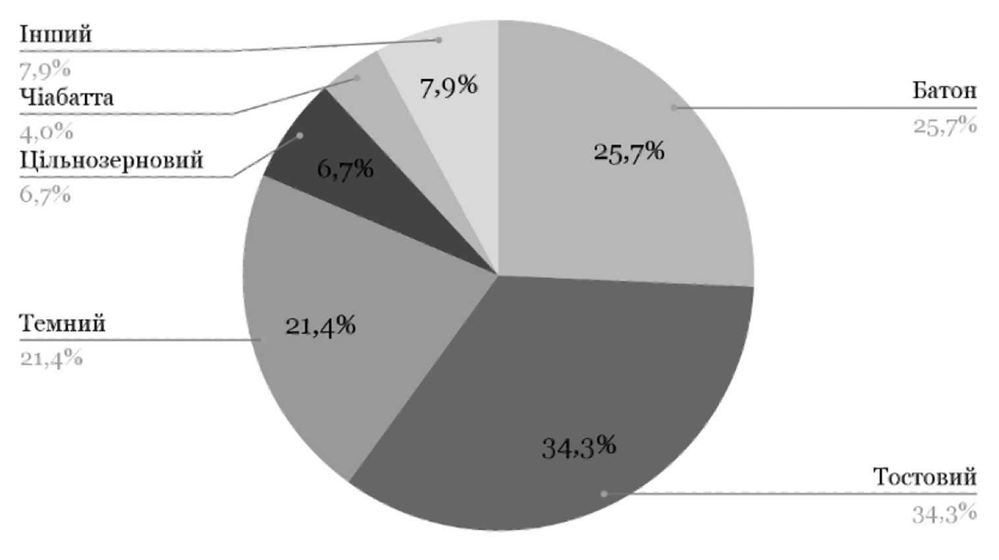 Інший
7,9%
Чіабатта
4,0%
Цільнозерновий
6,7%
Темний
21,4%
7,9%
6,7%
21,4%
25,7%
34,3%
Батон
25,7%
Тостовий
34,3%